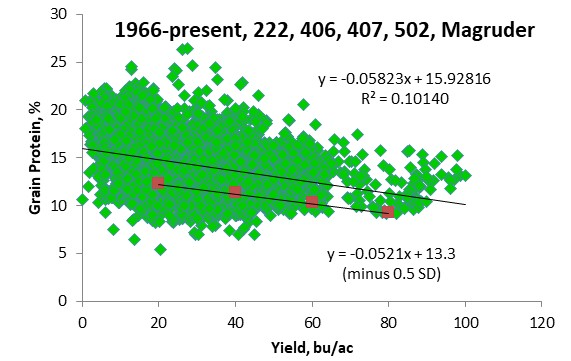 1966-present, 222, 406, 407, 502, Magruder
y = -0.05823x + 15.92816
R² = 0.10140
Grain Protein, %
30
25
20
15
10
5
0
y = -0.0521x + 13.3
(minus 0.5 SD)
0 20 40 60 80 100 120
Yield, bu/ac